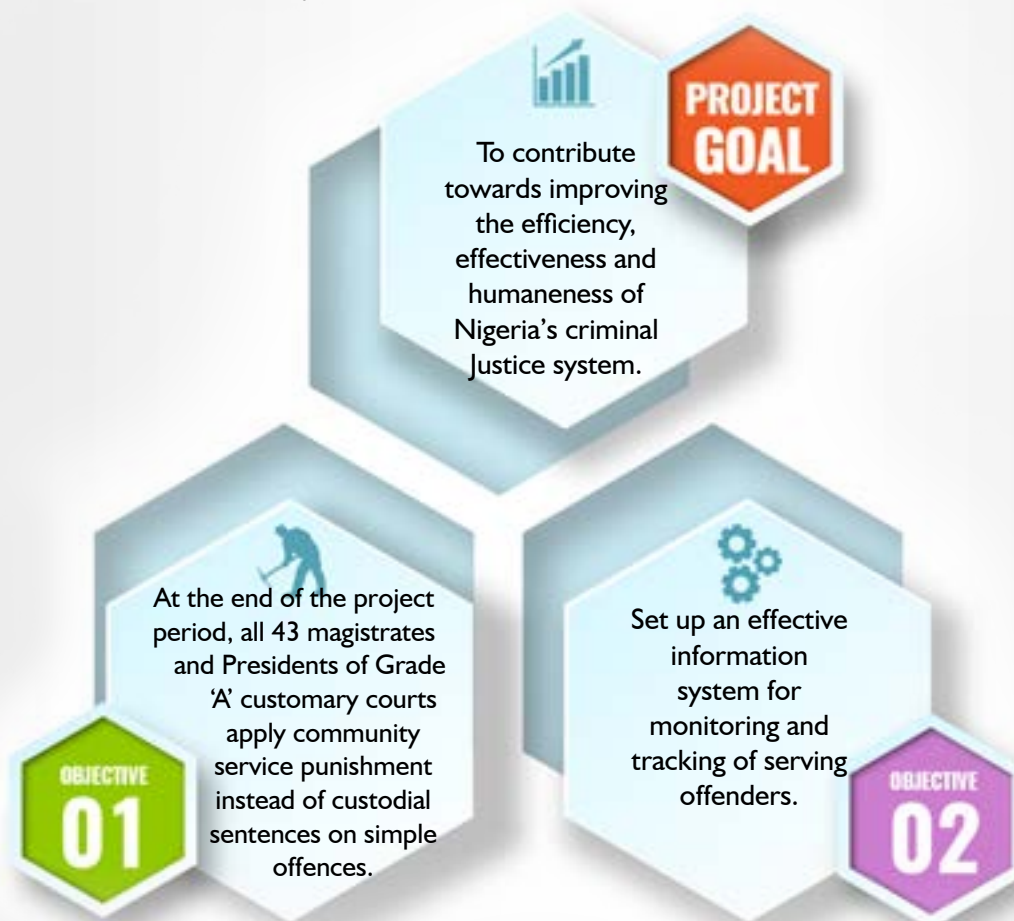 PROJECT
GOAL
To contribute
towards improving
the efficiency,
effectiveness and
humaneness of
Nigeria’s criminal
Justice system.
At the end of the project
period, all 43 magistrates
and Presidents of Grade
‘A’ customary courts
apply community
service punishment
instead of custodial
sentences on simple
offences.
OBJECTIVE
01
Set up an effective
information
system for
monitoring and
tracking of serving
offenders.
OBJECTIVE
02